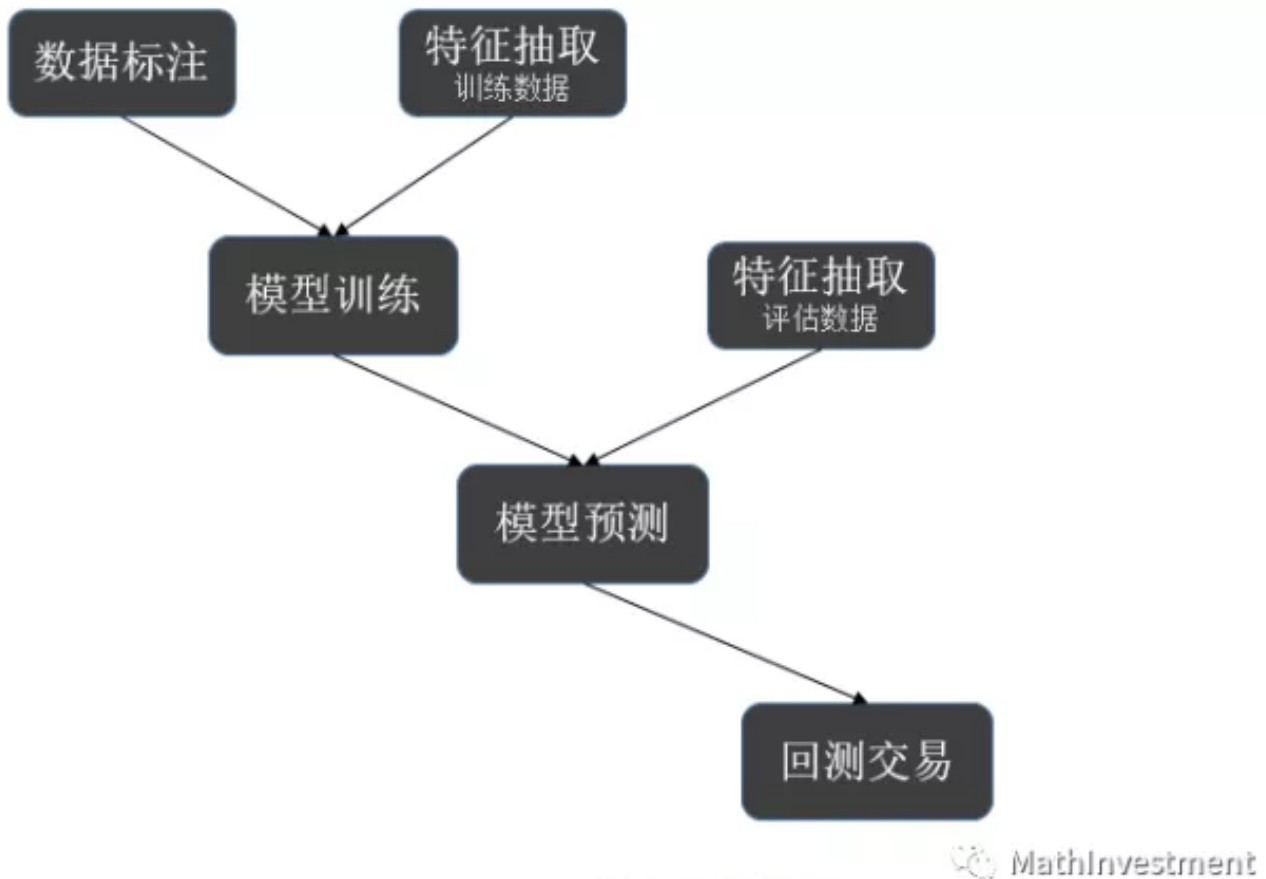 数据标注
特征抽取
训练数据
模型训练
特征抽取
评估数据
模型预测
回测交易
MathInvestment